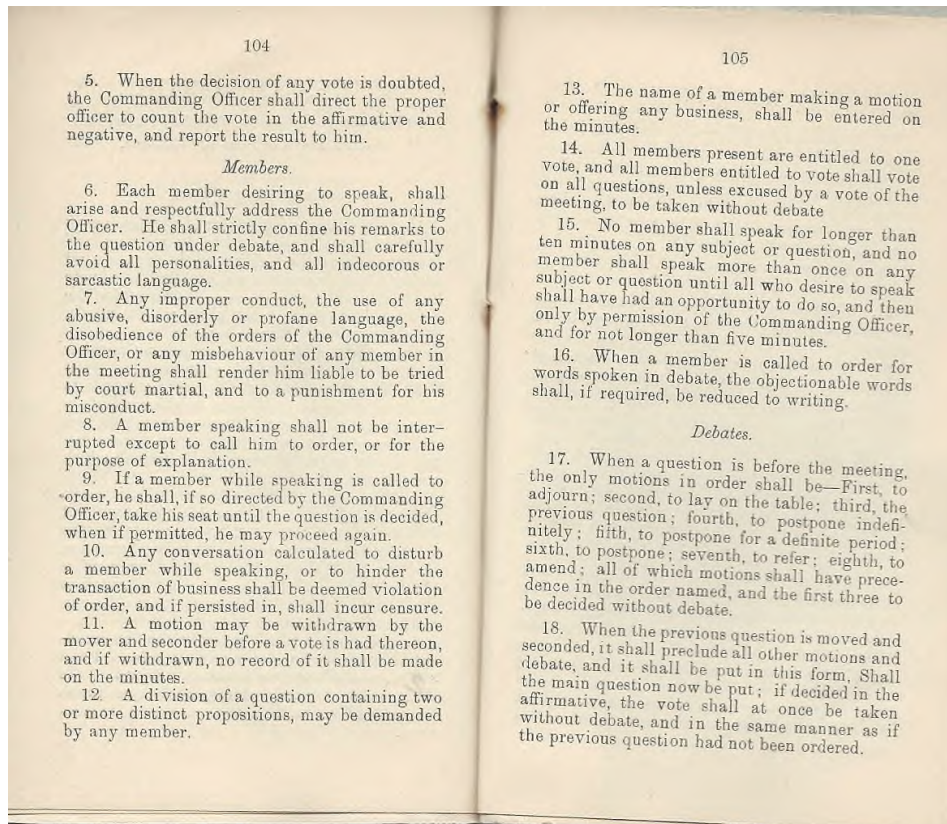 104
5. When the decision of any vote is doubted,
the Commanding Officer shall direct the proper
officer to count the vote in the affirmative and
negative, and report the result to him.
Members.
6. Each member desiring to speak, shall
arise and respectfully address the Commanding
Officer. He shall strictly confine his remarks to
the question under debate, and shall carefully
avoid all personalities, and all indecorous or
sarcastic language.
7. Any improper conduct, the use of any
abusive, disorderly or profane language, the
disobedience of the orders of the Commanding
Officer, or any misbehaviour of any member in
the meeting shall render him liable to be tried
by court martial, and to a punishment for his
misconduct.
8. A member speaking shall not be inter-
rupted except to call him to order, or for the
purpose of explanation.
9. If a member while speaking is called to
order, he shall, if so directed by the Commanding
Officer, take his seat until the question is decided,
when if permitted, he may proceed again.
10. Any conversation calculated to disturb
a member while speaking, or to hinder the
transaction of business shall be deemed violation
of order, and if persisted in, shall incur censure.
11. A motion may be withdrawn by the
mover and seconder before a vote is had thereon,
and if withdrawn, no record of it shall be made
on the minutes.
12. A division of a question containing two
or more distinct propositions, may be demanded
by any member.
105
13. The name of a member making a motion
or offering any business, shall be entered on
the minutes.
14. All members present are entitled to one
vote, and all members entitled to vote shall vote
on all questions, unless excused by a vote of the
meeting, to be taken without debate
15. No member shall speak for longer than
ten minutes on any subject or question, and no
member shall speak more than once on any
subject or question until all who desire to speak
shall have had an opportunity to do so, and then
only by permission of the Commanding Officer,
and for not longer than five minutes.
16. When a member is called to order for
words spoken in debate, the objectionable words
shall, if required, be reduced to writing.
Debates.
17. When a question is before the meeting,
the only motions in order shall be—First, to
adjourn; second, to lay on the table; third, the
previous question; fourth, to postpone indefi-
nitely; fifth, to postpone for a definite period;
sixth, to postpone; seventh, to refer; eighth, to
amend; all of which motions shall have prece-
dence in the order named, and the first three to
be decided without debate.
18. When the previous question is moved and
seconded, it shall preclude all other motions and
debate, and it shall be put in this form, Shall
the main question now be put; if decided in the
affirmative, the vote shall at once be taken
without debate, and in the same manner as if
the previous question had not been ordered.